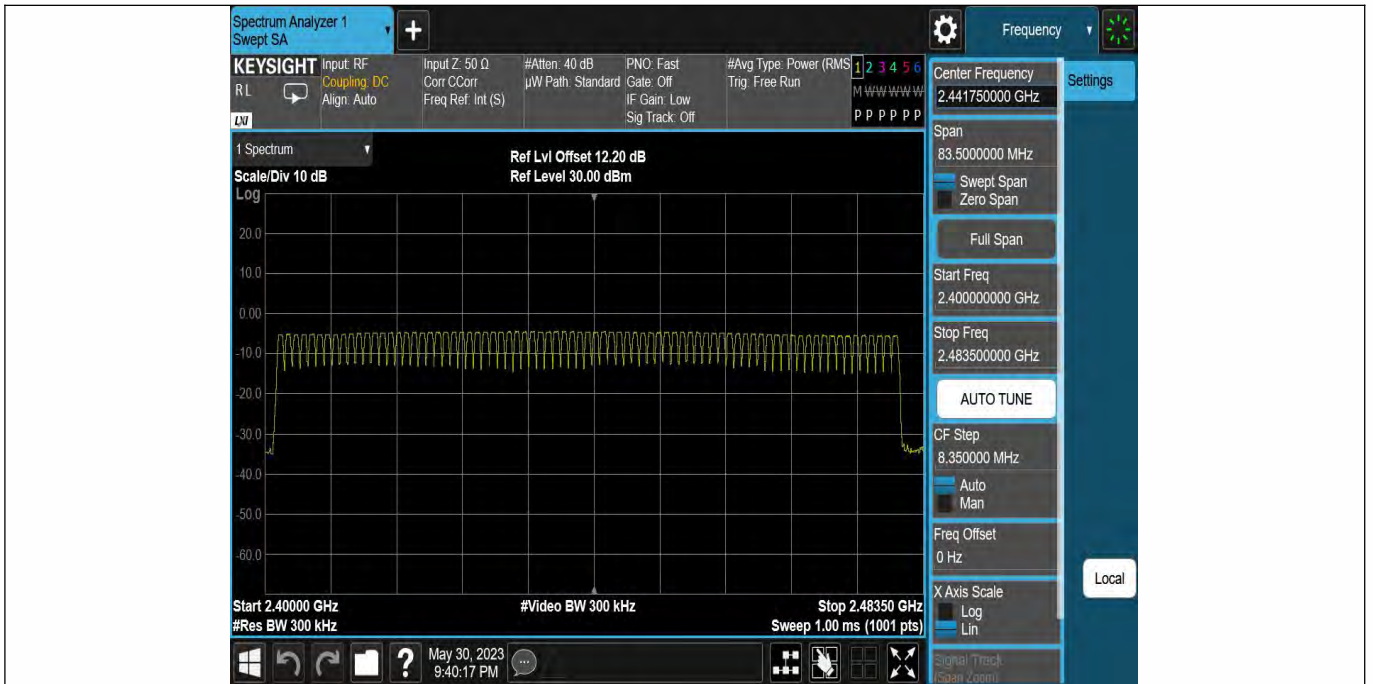 Spectrum Analyzer 1
Swept SA
+
Frequency
KEYSIGHT
RL
LXI
Input: RF
Coupling: DC
Align: Auto
Input Z: 50 Ω
Corr CCorr
Freq Ref: Int (S)
#Atten: 40 dB
µW Path: Standard
PNO: Fast
Gate: Off
IF Gain: Low
Sig Track: Off
#Avg Type: Power (RMS
Trig: Free Run
1 2 3 4 5 6
M W W W W W
P P P P P P
Center Frequency
2.441750000 GHz
Settings
1 Spectrum
Ref Lvl Offset 12.20 dB
Scale/Div 10 dB
Ref Level 30.00 dBm
Log
20.0
10.0
0.00
-10.0
-20.0
-30.0
-40.0
-50.0
-60.0
Start 2.40000 GHz
#Video BW 300 kHz
Stop 2.48350 GHz
#Res BW 300 kHz
Sweep 1.00 ms (1001 pts)
Span
83.5000000 MHz
Swept Span
Zero Span
Full Span
Start Freq
2.400000000 GHz
Stop Freq
2.483500000 GHz
AUTO TUNE
CF Step
8.350000 MHz
Auto
Man
Freq Offset
0 Hz
X Axis Scale
Log
Lin
Signal Track
(Span Zoom)
Local
?
May 30, 2023
9:40:17 PM